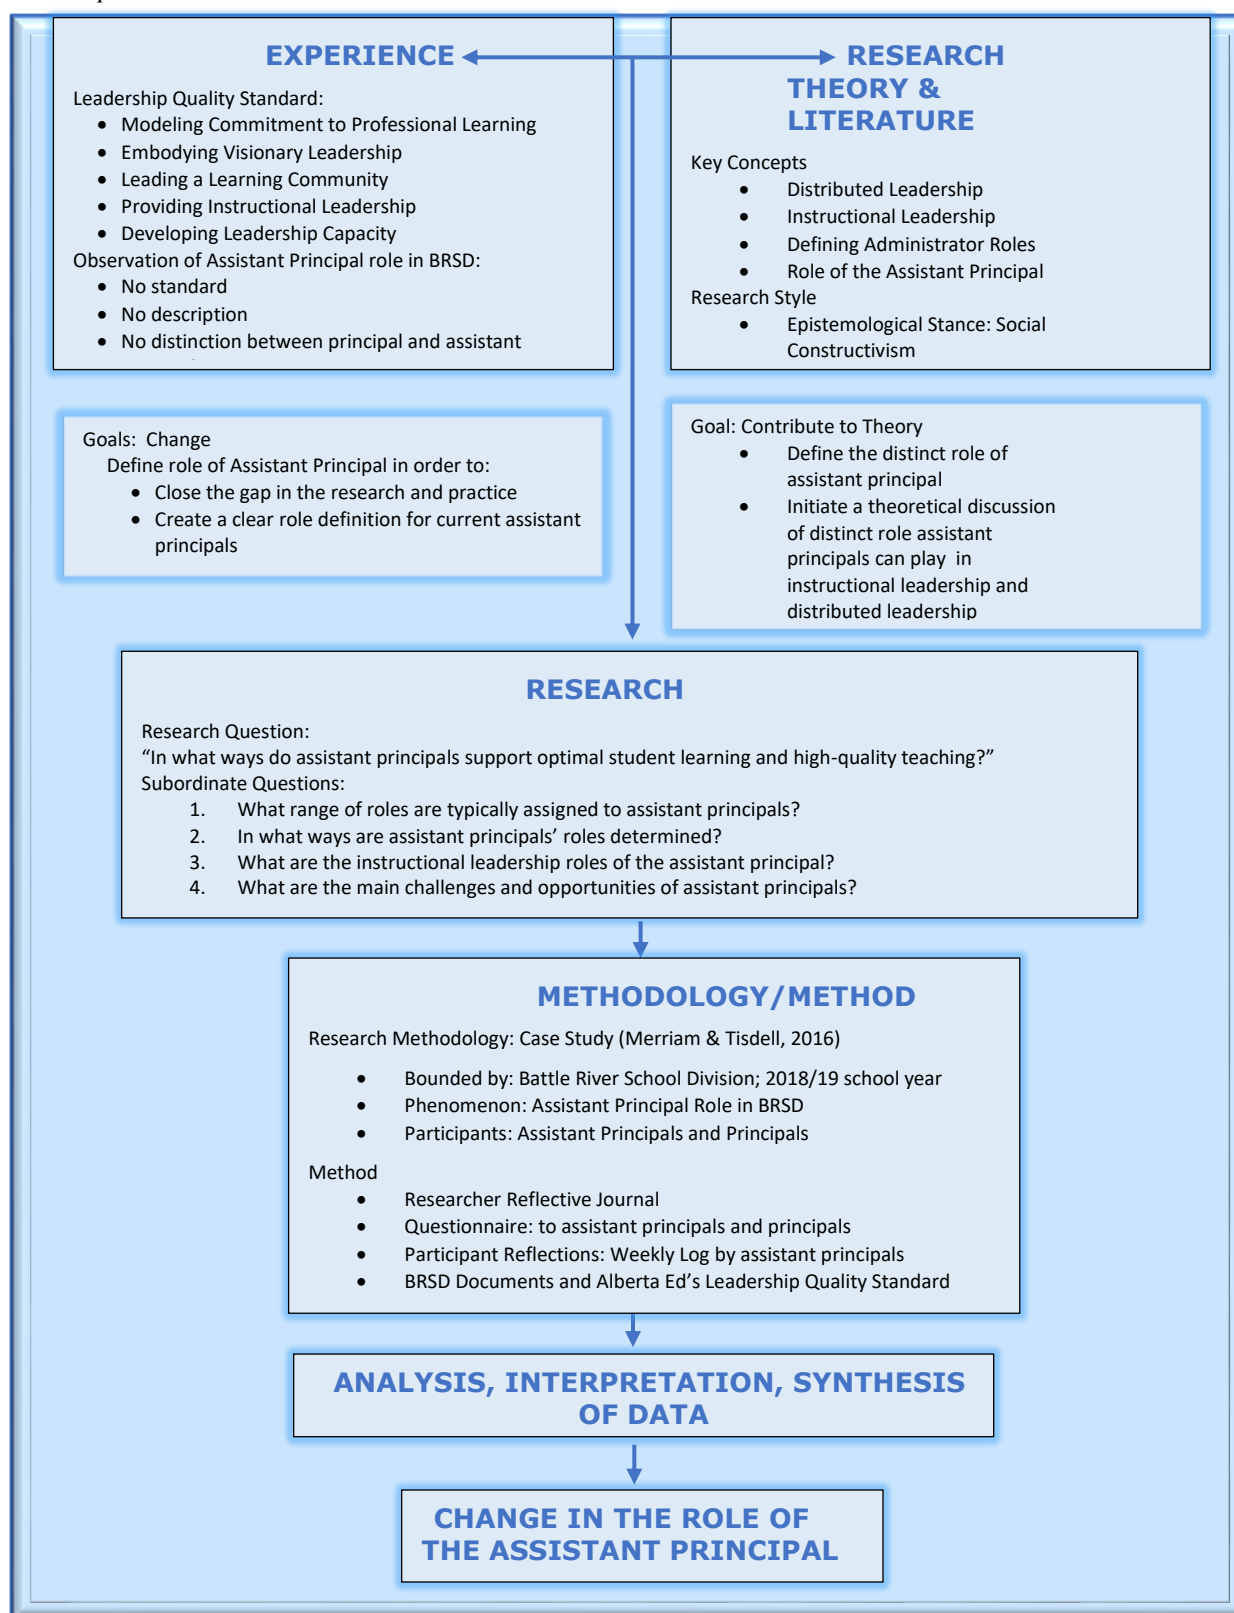 EXPERIENCE
Leadership Quality Standard:
• Modeling Commitment to Professional Learning
• Embodying Visionary Leadership
• Leading a Learning Community
• Providing Instructional Leadership
• Developing Leadership Capacity
Observation of Assistant Principal role in BRSD:
• No standard
• No description
• No distinction between principal and assistant
RESEARCH
THEORY &
LITERATURE
Key Concepts
• Distributed Leadership
• Instructional Leadership
• Defining Administrator Roles
• Role of the Assistant Principal
Research Style
• Epistemological Stance: Social
Constructivism
Goals: Change
Define role of Assistant Principal in order to:
• Close the gap in the research and practice
• Create a clear role definition for current assistant
principals
Goal: Contribute to Theory
• Define the distinct role of
assistant principal
• Initiate a theoretical discussion
of distinct role assistant
principals can play in
instructional leadership and
distributed leadership
RESEARCH
Research Question:
“In what ways do assistant principals support optimal student learning and high-quality teaching?”
Subordinate Questions:
1. What range of roles are typically assigned to assistant principals?
2. In what ways are assistant principals’ roles determined?
3. What are the instructional leadership roles of the assistant principal?
4. What are the main challenges and opportunities of assistant principals?
METHODOLOGY/METHOD
Research Methodology: Case Study (Merriam & Tisdell, 2016)
• Bounded by: Battle River School Division; 2018/19 school year
• Phenomenon: Assistant Principal Role in BRSD
• Participants: Assistant Principals and Principals
Method
• Researcher Reflective Journal
• Questionnaire: to assistant principals and principals
• Participant Reflections: Weekly Log by assistant principals
• BRSD Documents and Alberta Ed’s Leadership Quality Standard
ANALYSIS, INTERPRETATION, SYNTHESIS
OF DATA
CHANGE IN THE ROLE OF
THE ASSISTANT PRINCIPAL